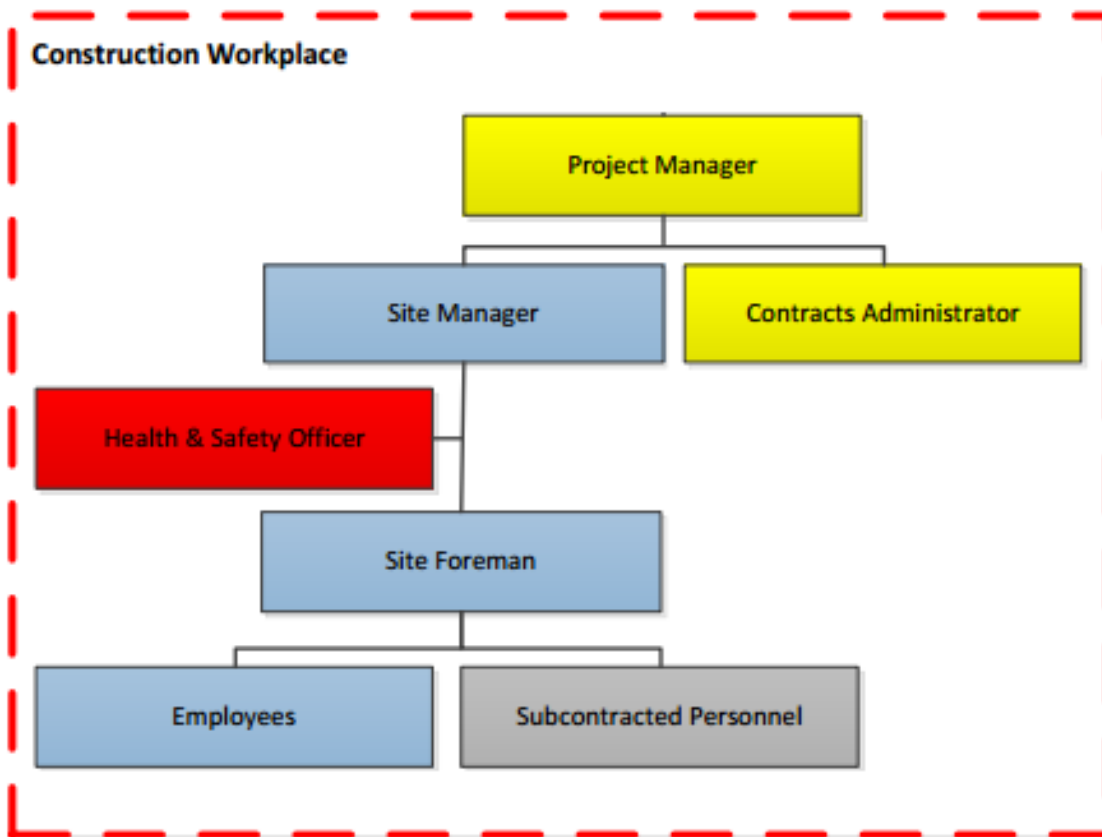 Construction Workplace
Project Manager
Site Manager
Contracts Administrator
Health & Safety Officer
Site Foreman
Employees
Subcontracted Personnel